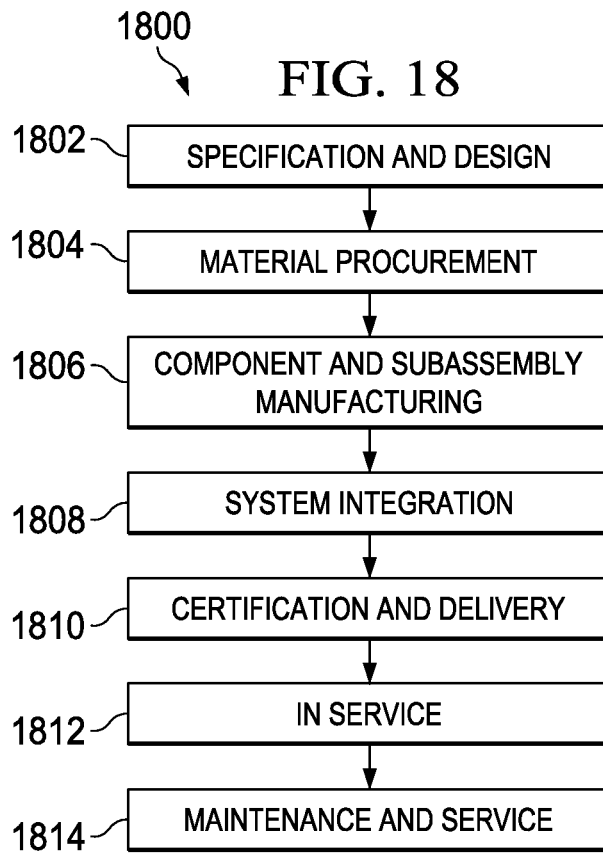 1800
FIG. 18
1802
SPECIFICATION AND DESIGN
1804
MATERIAL PROCUREMENT
1806
COMPONENT AND SUBASSEMBLY
MANUFACTURING
1808
SYSTEM INTEGRATION
1810
CERTIFICATION AND DELIVERY
1812
IN SERVICE
1814
MAINTENANCE AND SERVICE